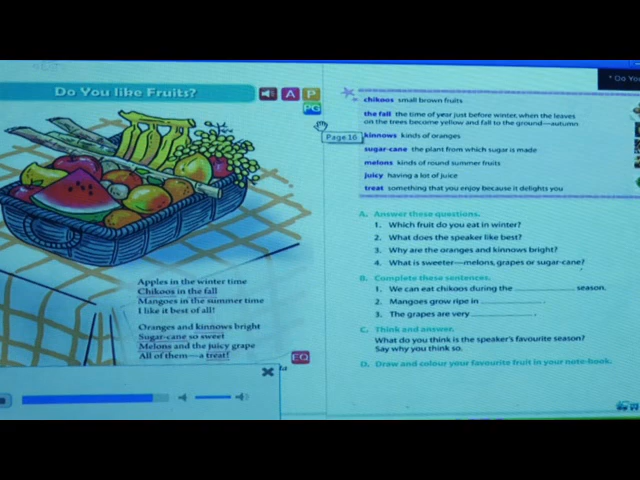 Do You like Fruits?
A
P
PG
Page 16
Apples in the winter time
Chikoos in the fall
Mangoes in the summer time
I like it best of all!
Oranges and kinnows bright
Sugar-cane so sweet
Melons and the juicy grape
All of them—a treat!
EQ
chikoos small brown fruits
the fall the time of year just before winter, when the leaves
on the trees become yellow and fall to the ground—autumn
kinnows kinds of oranges
sugar-cane the plant from which sugar is made
melons kinds of round summer fruits
juicy having a lot of juice
treat something that you enjoy because it delights you
A. Answer these questions.
1. Which fruit do you eat in winter?
2. What does the speaker like best?
3. Why are the oranges and kinnows bright?
4. What is sweeter—melons, grapes or sugar-cane?
B. Complete these sentences.
1. We can eat chikoos during the ____________ season.
2. Mangoes grow ripe in ____________ .
3. The grapes are very ____________ .
C. Think and answer.
What do you think is the speaker's favourite season?
Say why you think so.
D. Draw and colour your favourite fruit in your note-book.